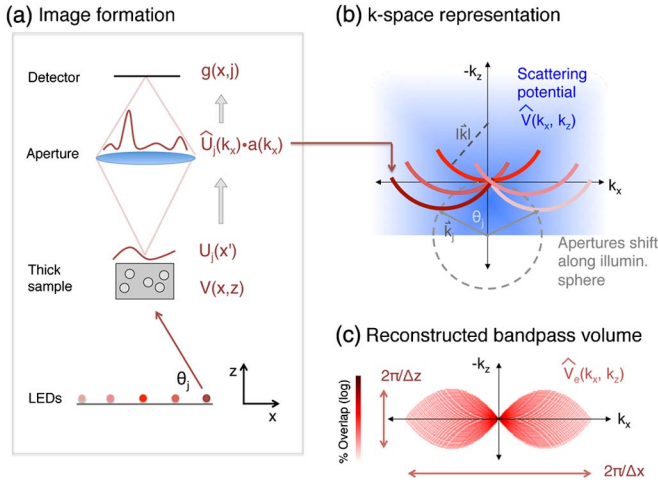 (a) Image formation
Detector
g(x,j)
Aperture
Û_j(k_x)•a(k_x)
U_j(x')
Thick
sample
V(x,z)
θ_j
LEDs
z
x
(b) k-space representation
-k_z
Scattering
potential
V̂(k_x, k_z)
|k⃗|
k_x
θ_j
k⃗_j
Apertures shift
along illumin.
sphere
(c) Reconstructed bandpass volume
% Overlap (log)
2π/Δz
-k_z
V̂_e(k_x, k_z)
k_x
2π/Δx